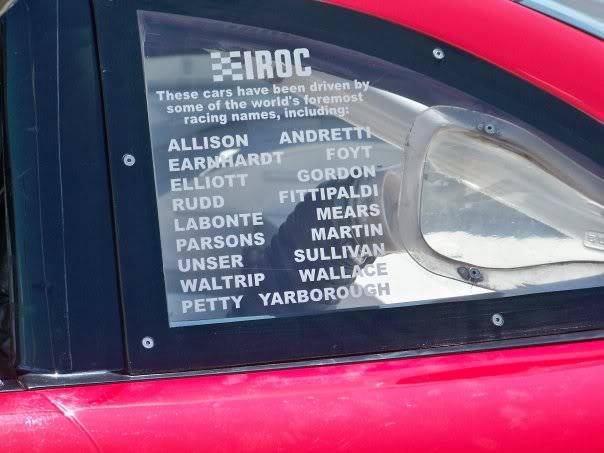 IROC
These cars have been driven by
some of the world's foremost
racing names, including:
ALLISON ANDRETTI
EARNHARDT FOYT
ELLIOTT GORDON
RUDD FITTIPALDI
LABONTE MEARS
PARSONS MARTIN
UNSER SULLIVAN
WALTRIP WALLACE
PETTY YARBOROUGH